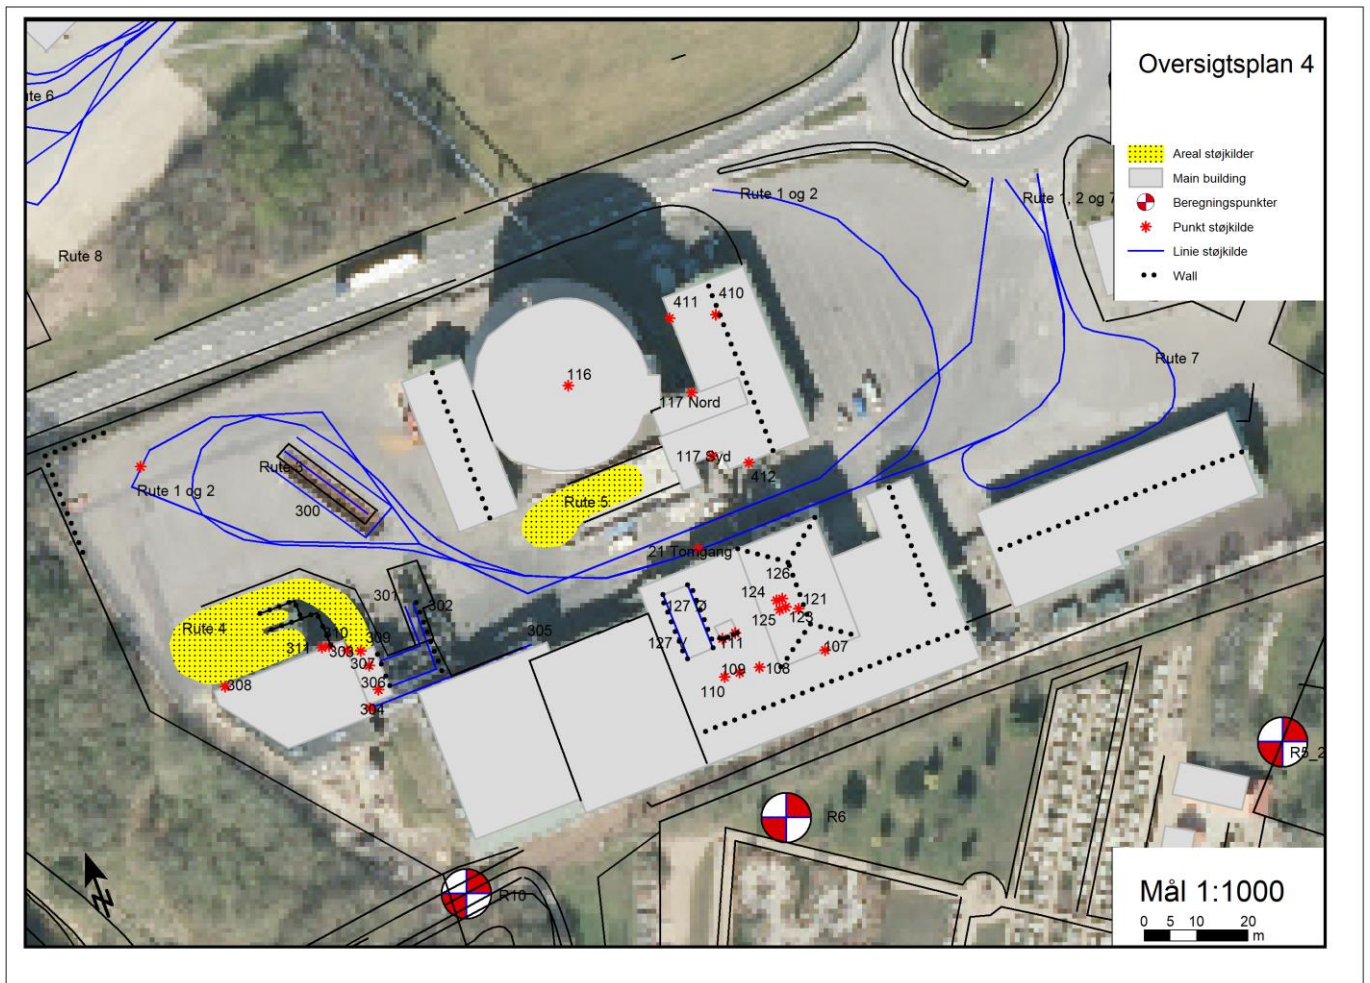 Oversigtsplan 4
Areal støjkilder
Main building
Beregningspunkter
Punkt støjkilde
Linie støjkilde
Wall
Rute 8
Rute 1 og 2
Rute 1, 2 og 7
Rute 7
411
410
116
117 Nord
117 Syd
412
Rute 3
Rute 1 og 2
300
Rute 5
21 Tomgang
126
124
121
125
123
127 Ø
127 V
111
107
109
108
110
301
302
305
Rute 4
310
309
311
303
307
306
308
304
R5_2
R6
R10
N
Mål 1:1000
0 5 10 20
m